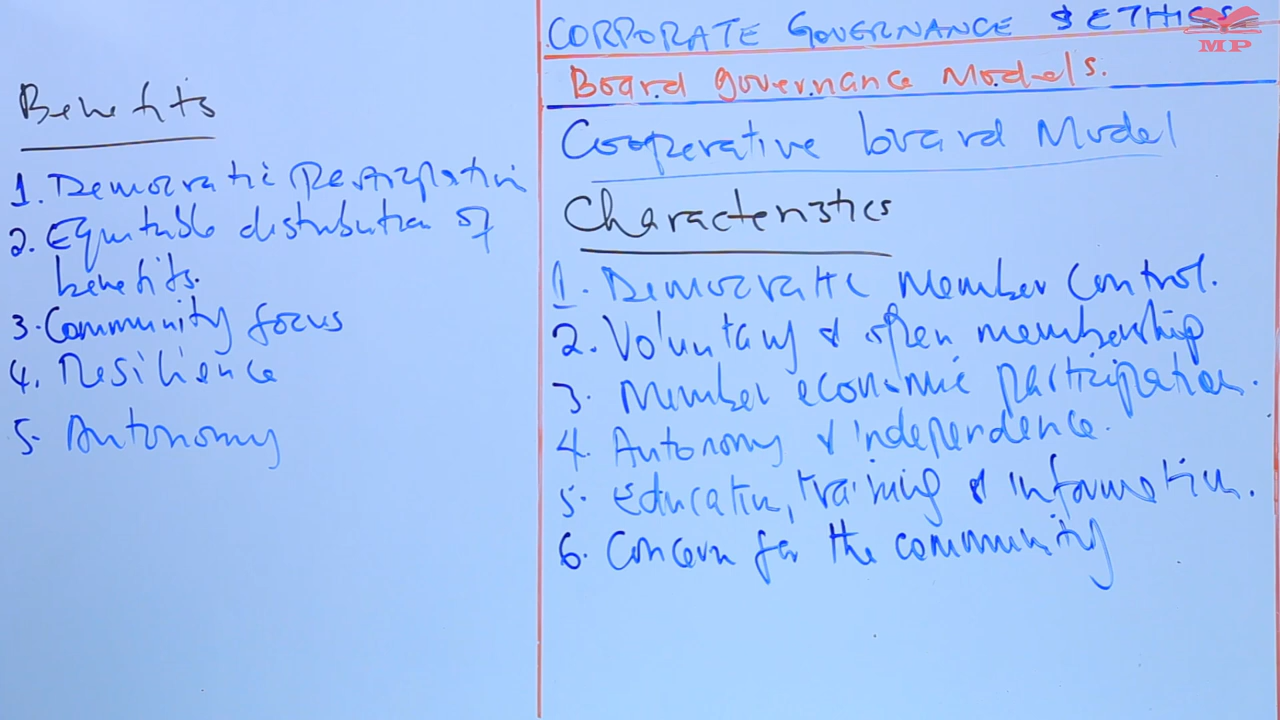 CORPORATE GOVERNANCE & ETHICS
MP
Board governance Models.
Cooperative board Model
Characteristics
1. Democratic member control.
2. Voluntary & open membership
3. Member economic participation.
4. Autonomy & independence.
5. Education, training & information.
6. Concern for the community
Benefits
1. Democratic Participation
2. Equitable distribution of
benefits.
3. Community focus
4. Resilience
5. Autonomy